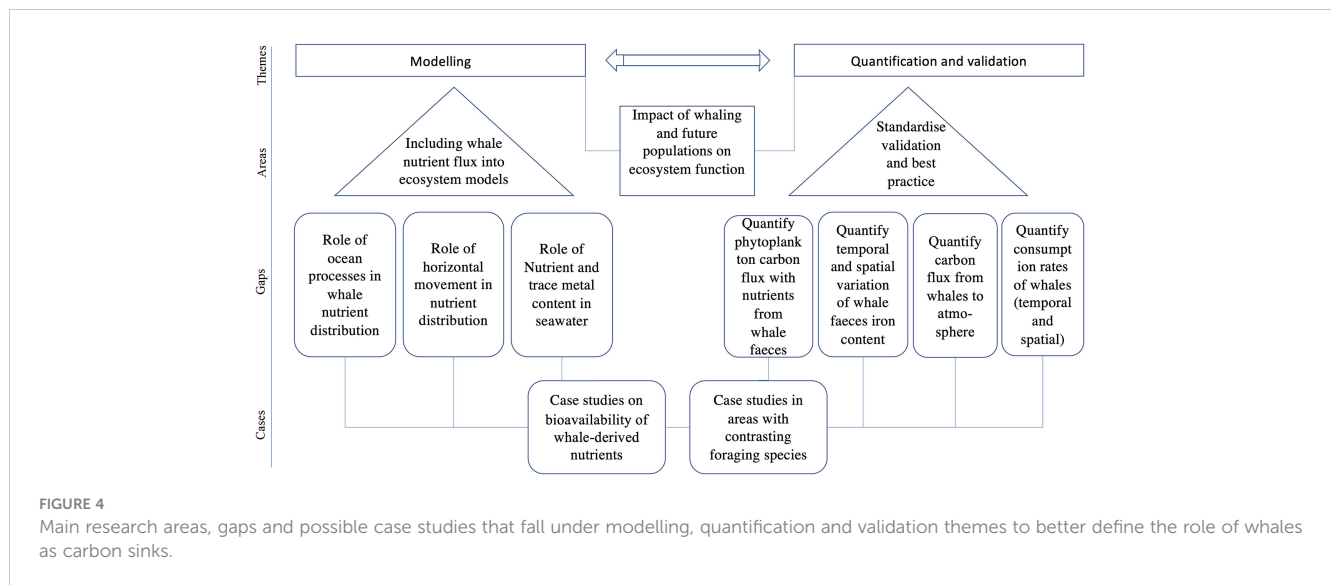 Themes
Modelling
Quantification and validation
Areas
Including whale
nutrient flux into
ecosystem models
Impact of whaling
and future
populations on
ecosystem function
Standardise
validation
and best
practice
Gaps
Role of
ocean
processes in
whale
nutrient
distribution
Role of
horizontal
movement in
nutrient
distribution
Role of
Nutrient and
trace metal
content in
seawater
Quantify
phytoplank
ton carbon
flux with
nutrients
from
whale
faeces
Quantify
temporal
and spatial
variation
of whale
faeces iron
content
Quantify
carbon
flux from
whales to
atmo-
sphere
Quantify
consumpt
ion rates
of whales
(temporal
and
spatial)
Cases
Case studies on
bioavailability of
whale-derived
nutrients
Case studies in
areas with
contrasting
foraging species
FIGURE 4
Main research areas, gaps and possible case studies that fall under modelling, quantification and validation themes to better define the role of whales
as carbon sinks.